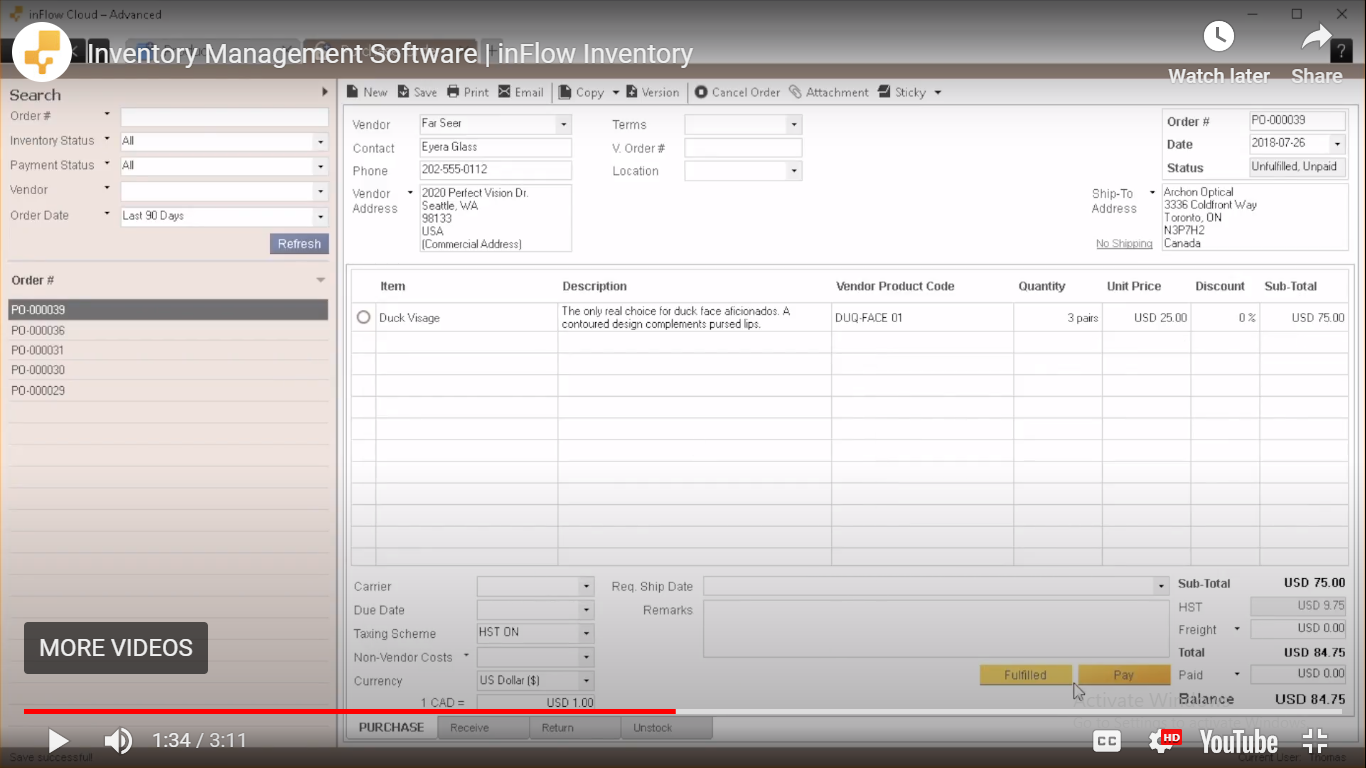 inFlow Cloud – Advanced
Inventory Management Software | inFlow Inventory
Watch later
Share
?
Search
Order #
Inventory Status All
Payment Status All
Vendor
Order Date Last 90 Days
Refresh
Order #
PO-000039
PO-000036
PO-000031
PO-000030
PO-000029
New Save Print Email Copy Version Cancel Order Attachment Sticky
Vendor Far Seer
Contact Eyera Glass
Phone 202-555-0112
Vendor Address
2020 Perfect Vision Dr.
Seattle, WA
98133
USA
(Commercial Address)
Terms
V. Order #
Location
Order # PO-000039
Date 2018-07-26
Status Unfulfilled, Unpaid
Ship-To Address
Archon Optical
3336 Coldfront Way
Toronto, ON
N3P7H2
Canada
No Shipping
Item Description Vendor Product Code Quantity Unit Price Discount Sub-Total
Duck Visage
The only real choice for duck face aficionados. A
contoured design complements pursed lips.
DUQ-FACE 01 3 pairs USD 25.00 0 % USD 75.00
Carrier
Due Date
Taxing Scheme HST ON
Non-Vendor Costs
Currency US Dollar ($)
1 CAD = USD 1.00
Req. Ship Date
Remarks
Fulfilled Pay
Sub-Total USD 75.00
HST USD 9.75
Freight USD 0.00
Total USD 84.75
Paid USD 0.00
Balance USD 84.75
Activate Win
Go to Settings to activate Windows.
MORE VIDEOS
PURCHASE Receive Return Unstock
1:34 / 3:11
CC HD YouTube
Save successful!
Current User: Thomas